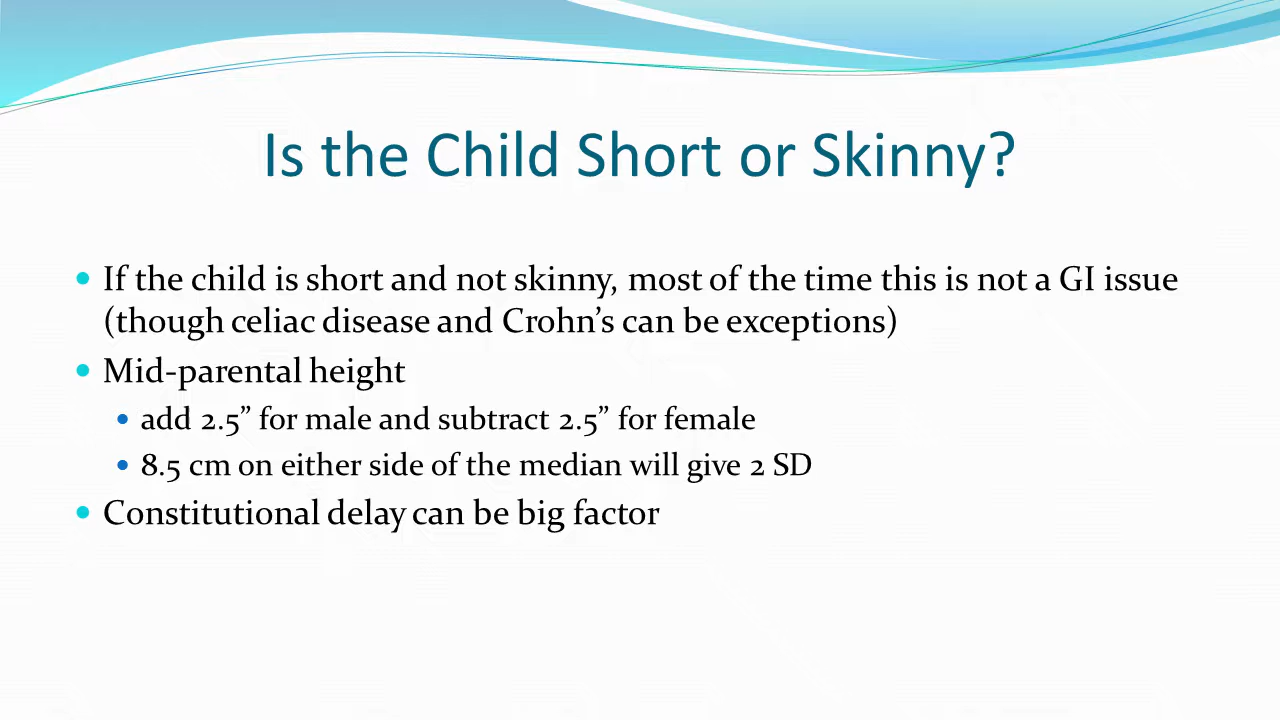 Is the Child Short or Skinny?
• If the child is short and not skinny, most of the time this is not a GI issue
(though celiac disease and Crohn’s can be exceptions)
• Mid-parental height
• add 2.5” for male and subtract 2.5” for female
• 8.5 cm on either side of the median will give 2 SD
• Constitutional delay can be big factor